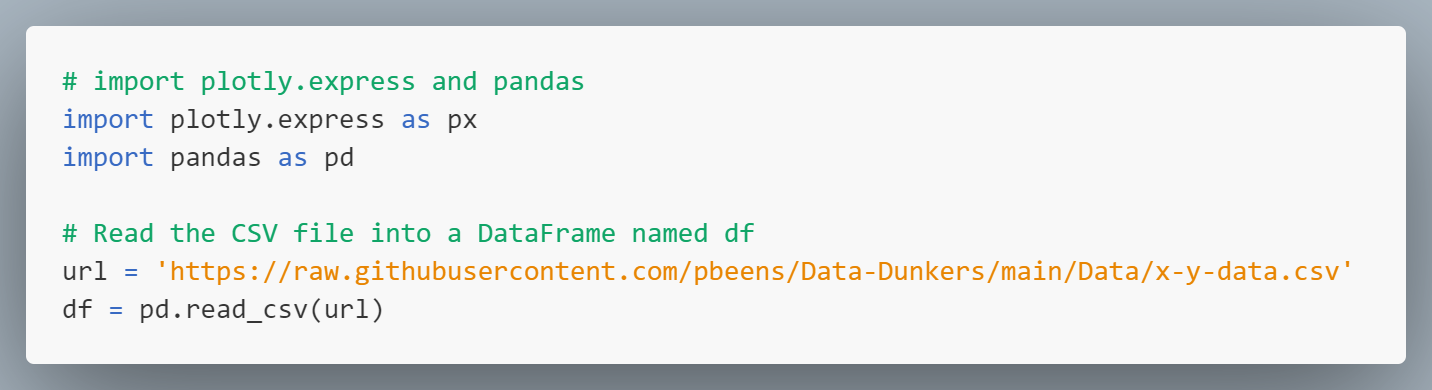 # import plotly.express and pandas
import plotly.express as px
import pandas as pd
# Read the CSV file into a DataFrame named df
url = 'https://raw.githubusercontent.com/pbeens/Data-Dunkers/main/Data/x-y-data.csv'
df = pd.read_csv(url)